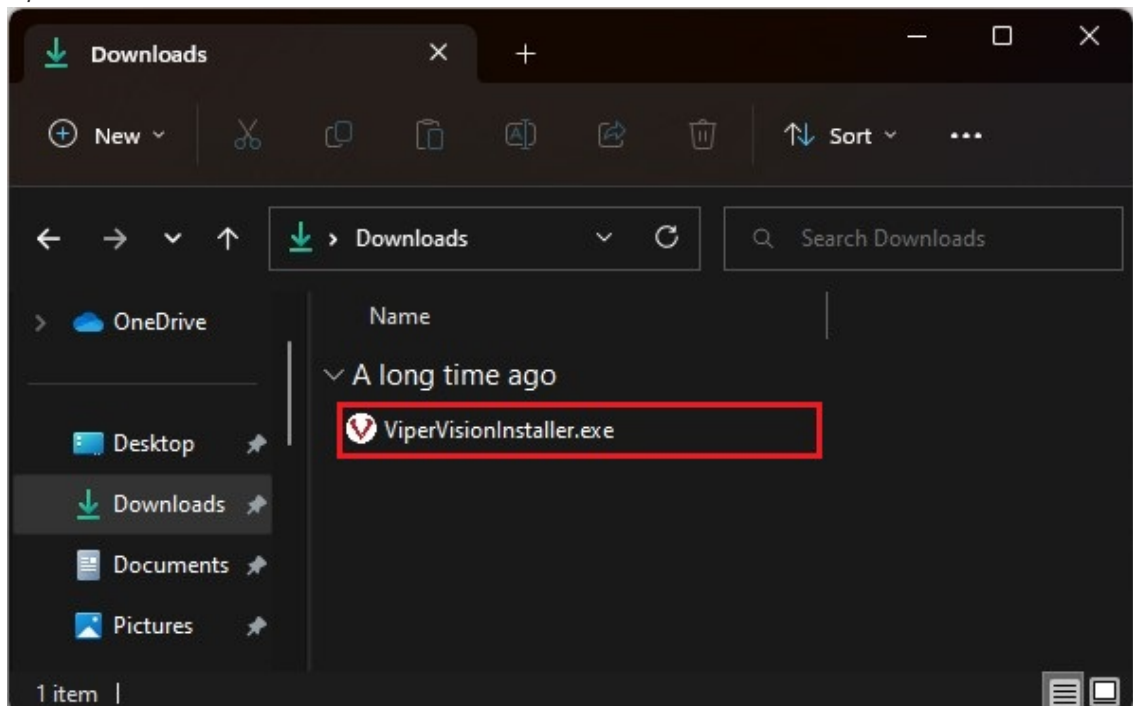 Downloads
New
Sort
Downloads
Search Downloads
OneDrive
Name
A long time ago
ViperVisionInstaller.exe
Desktop
Downloads
Documents
Pictures
1 item